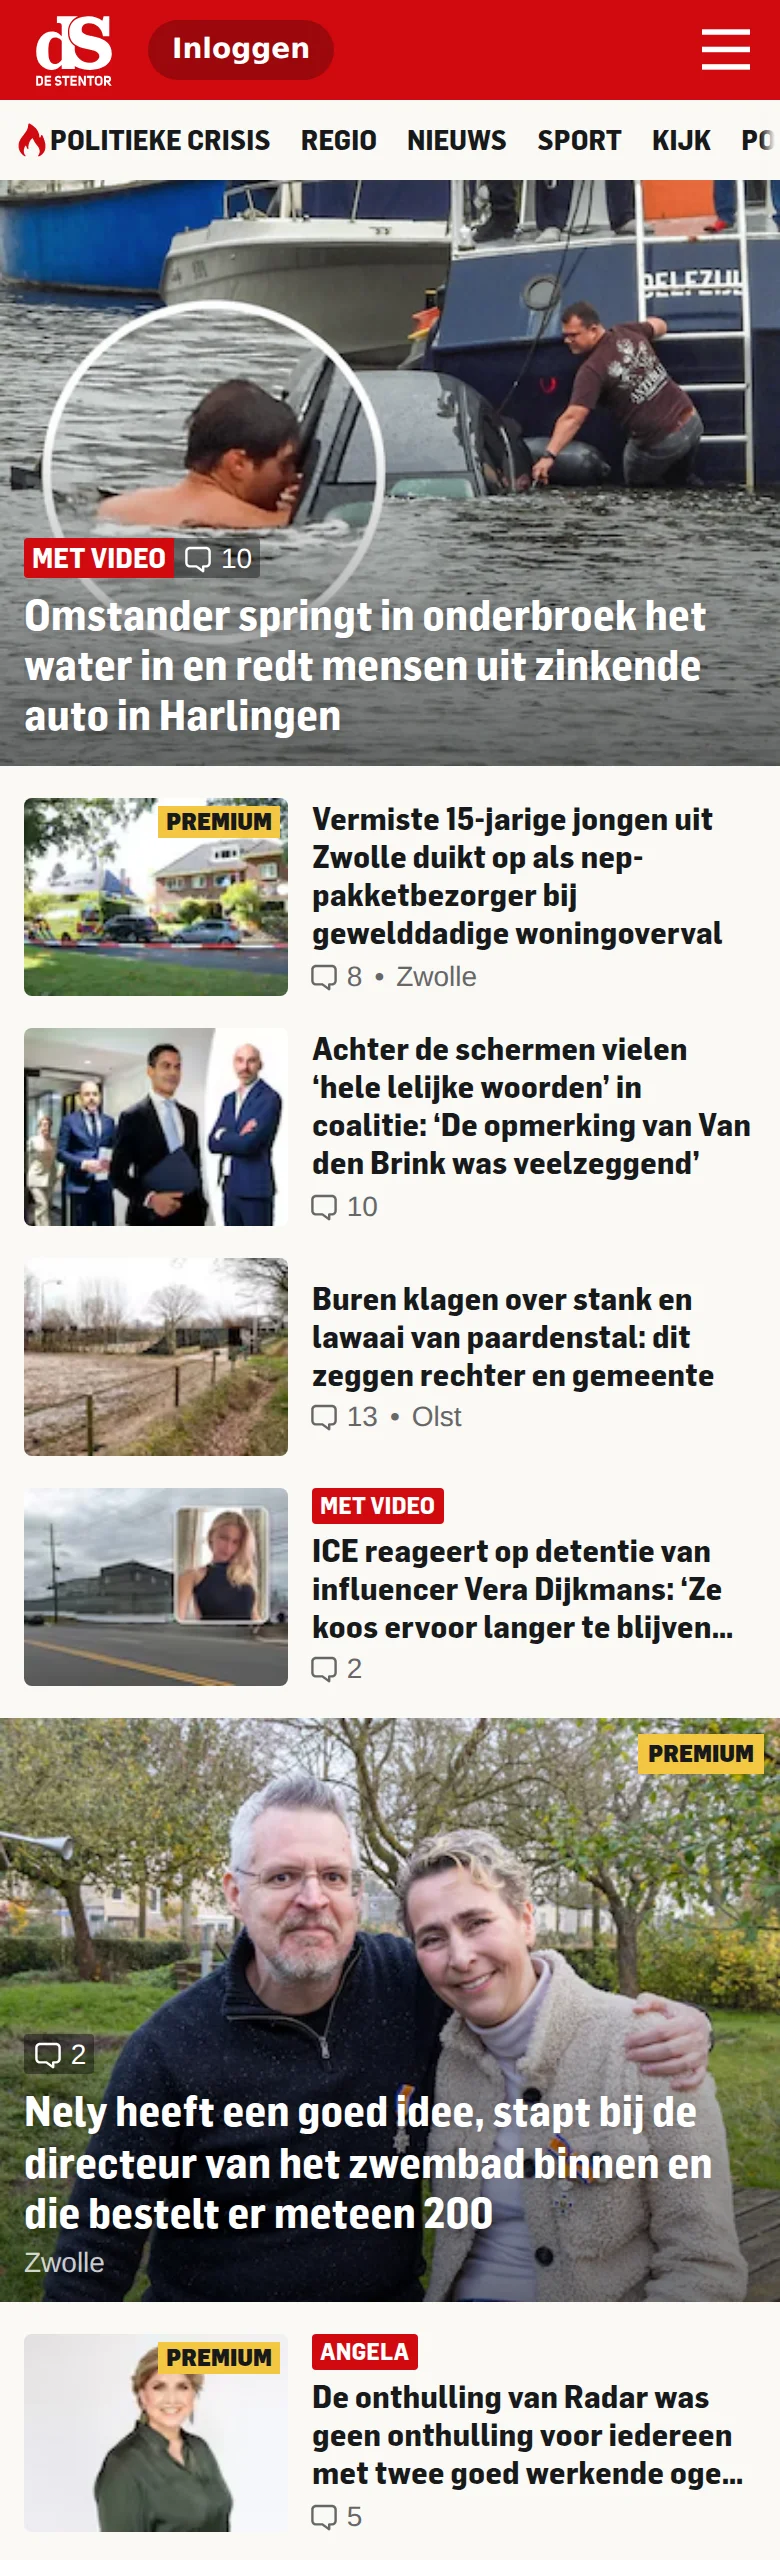 dS
DE STENTOR
Inloggen
POLITIEKE CRISIS REGIO NIEUWS SPORT KIJK PO
DELFZIJL
MET VIDEO 10
Omstander springt in onderbroek het
water in en redt mensen uit zinkende
auto in Harlingen
PREMIUM
Vermiste 15-jarige jongen uit
Zwolle duikt op als nep-
pakketbezorger bij
gewelddadige woningoverval
8 • Zwolle
Achter de schermen vielen
‘hele lelijke woorden’ in
coalitie: ‘De opmerking van Van
den Brink was veelzeggend’
10
Buren klagen over stank en
lawaai van paardenstal: dit
zeggen rechter en gemeente
13 • Olst
MET VIDEO
ICE reageert op detentie van
influencer Vera Dijkmans: ‘Ze
koos ervoor langer te blijven...
2
PREMIUM
2
Nely heeft een goed idee, stapt bij de
directeur van het zwembad binnen en
die bestelt er meteen 200
Zwolle
PREMIUM
ANGELA
De onthulling van Radar was
geen onthulling voor iedereen
met twee goed werkende oge...
5